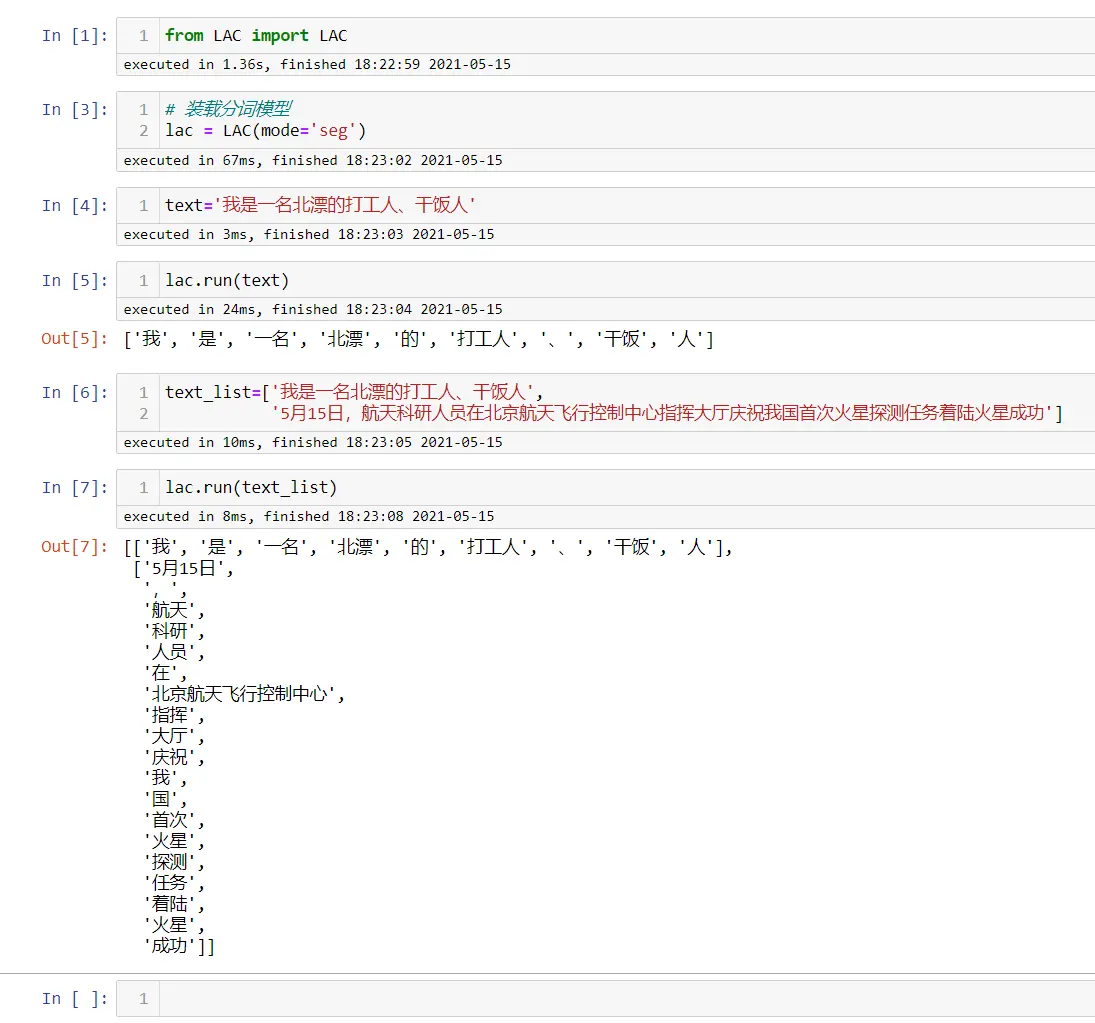 In [1]: 1 from LAC import LAC
executed in 1.36s, finished 18:22:59 2021-05-15
In [3]: 1 # 装载分词模型
2 lac = LAC(mode='seg')
executed in 67ms, finished 18:23:02 2021-05-15
In [4]: 1 text='我是一名北漂的打工人、干饭人'
executed in 3ms, finished 18:23:03 2021-05-15
In [5]: 1 lac.run(text)
executed in 24ms, finished 18:23:04 2021-05-15
Out[5]: ['我', '是', '一名', '北漂', '的', '打工人', '、', '干饭', '人']
In [6]: 1 text_list=['我是一名北漂的打工人、干饭人',
2 '5月15日，航天科研人员在北京航天飞行控制中心指挥大厅庆祝我国首次火星探测任务着陆火星成功']
executed in 10ms, finished 18:23:05 2021-05-15
In [7]: 1 lac.run(text_list)
executed in 8ms, finished 18:23:08 2021-05-15
Out[7]: [['我', '是', '一名', '北漂', '的', '打工人', '、', '干饭', '人'],
['5月15日',
'，',
'航天',
'科研',
'人员',
'在',
'北京航天飞行控制中心',
'指挥',
'大厅',
'庆祝',
'我',
'国',
'首次',
'火星',
'探测',
'任务',
'着陆',
'火星',
'成功']]
In [ ]: 1